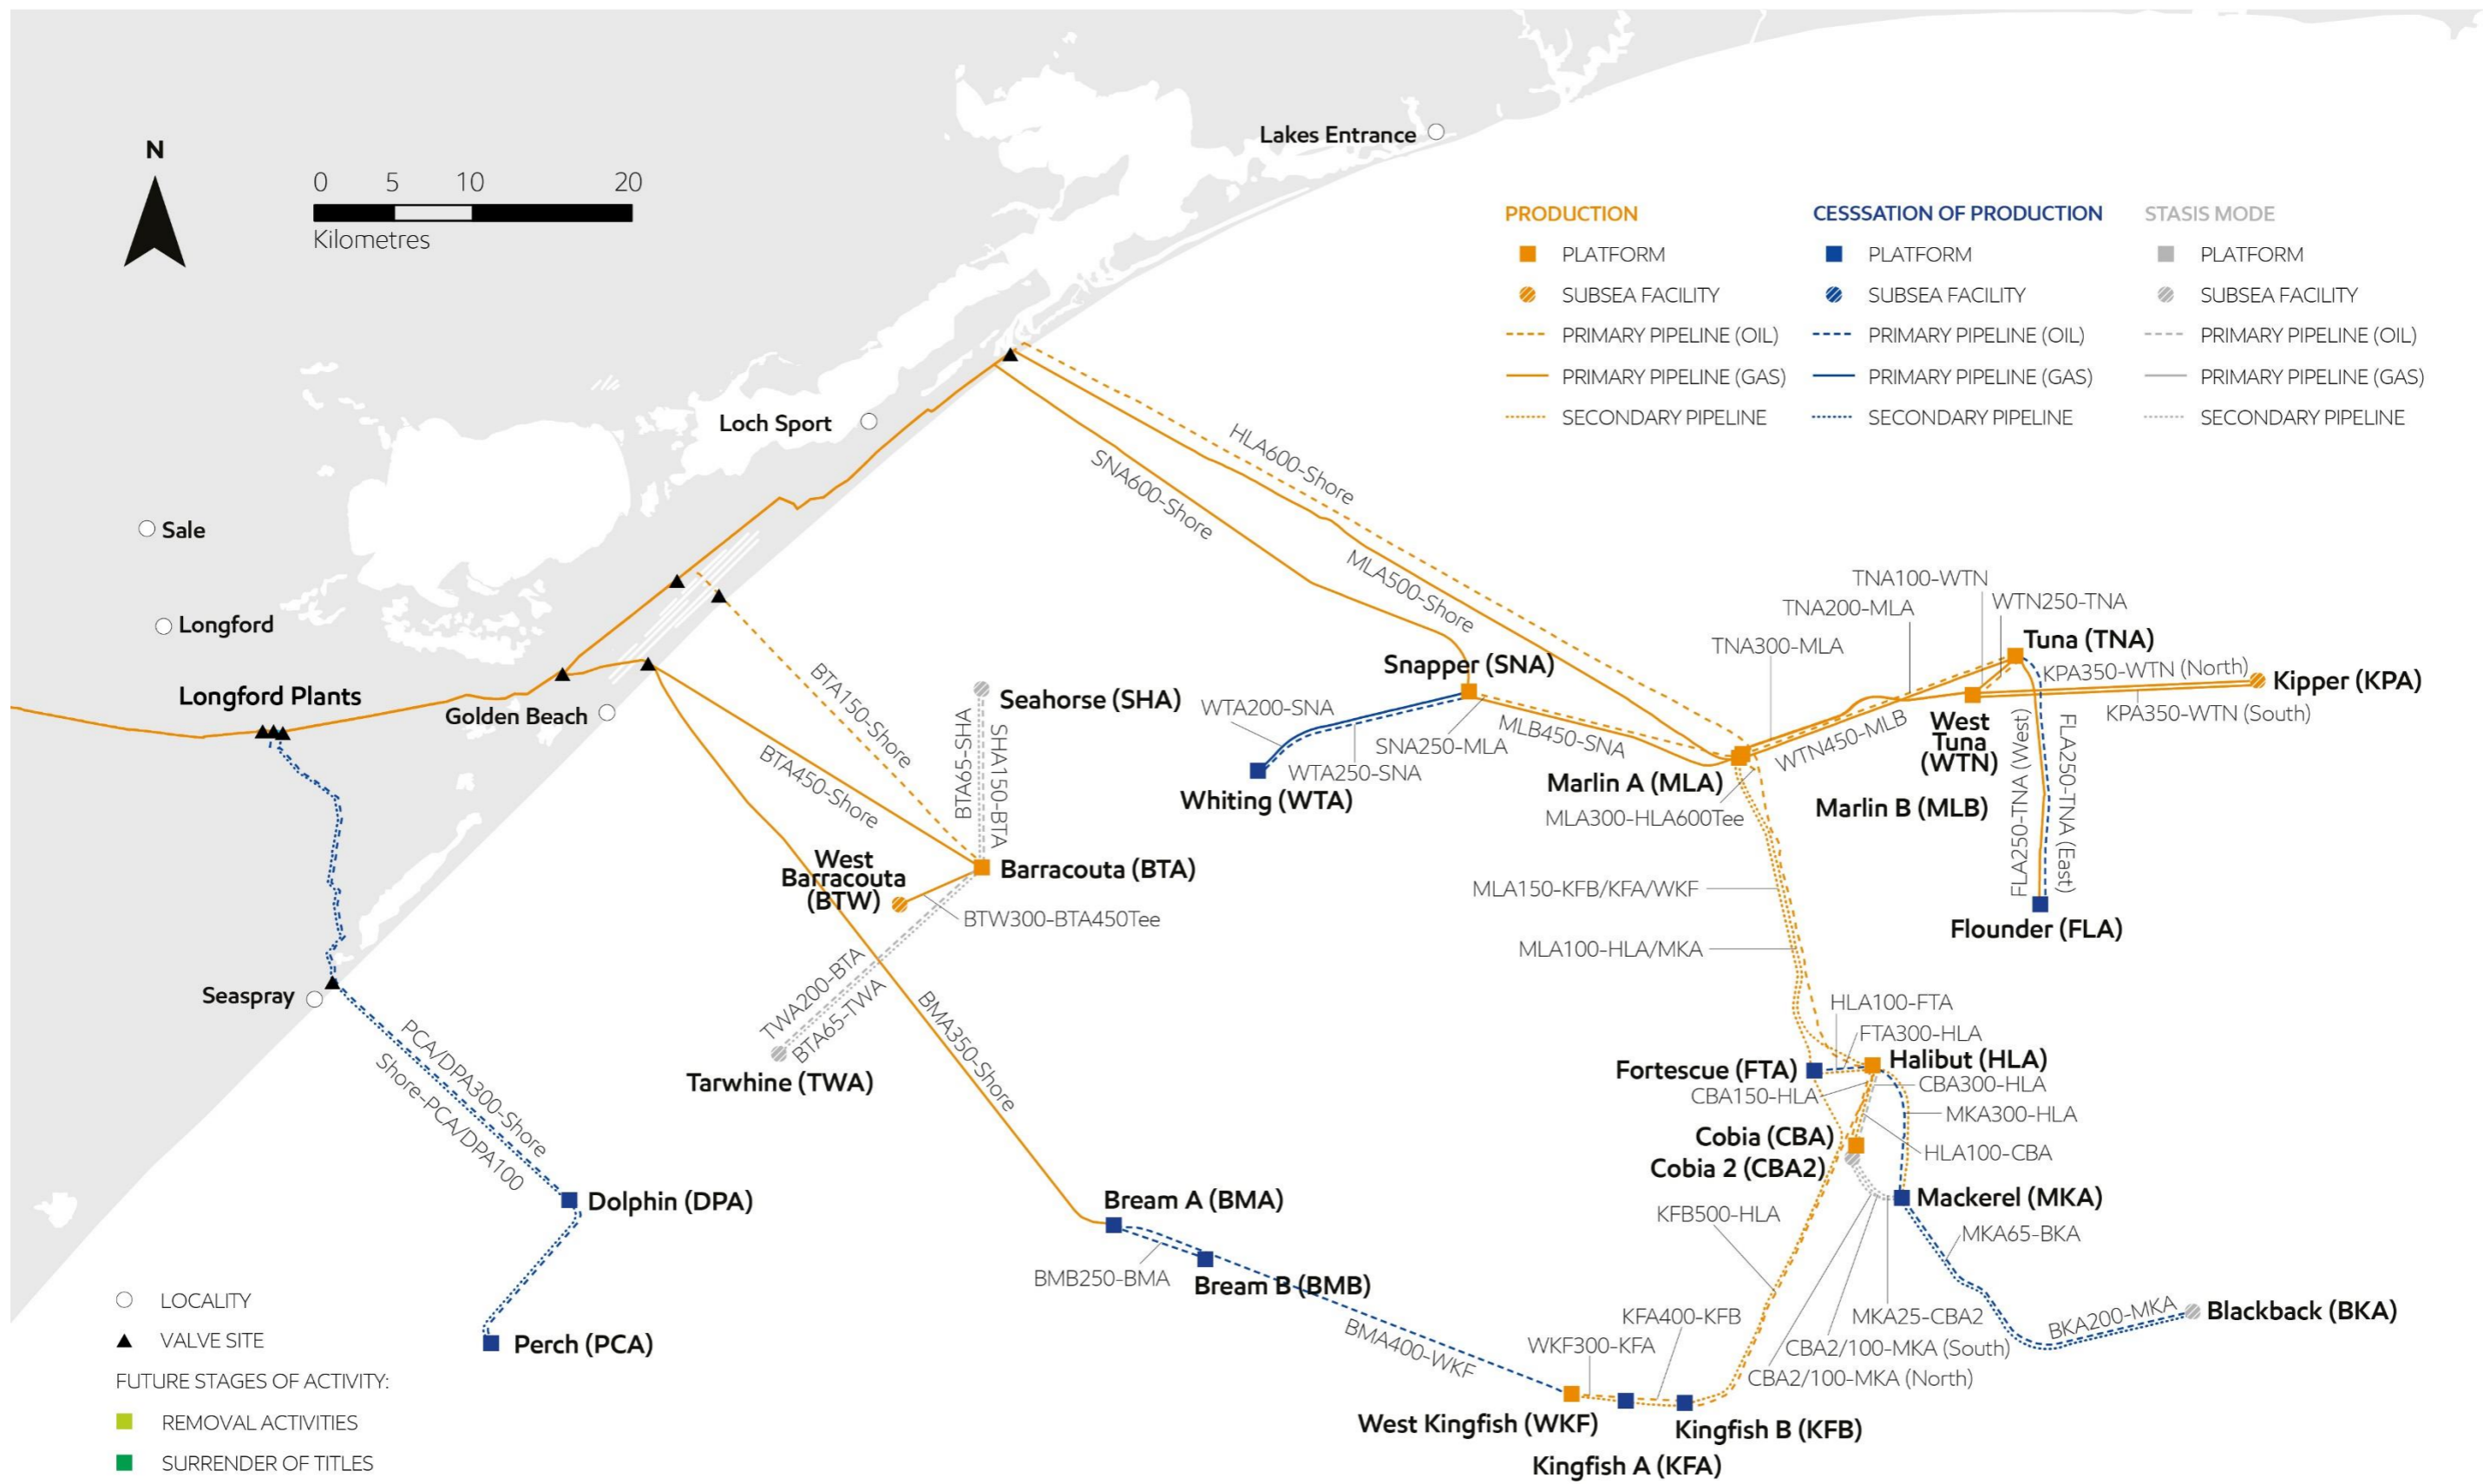 N
0 5 10 20
Kilometres
Lakes Entrance
PRODUCTION
PLATFORM
SUBSEA FACILITY
PRIMARY PIPELINE (OIL)
PRIMARY PIPELINE (GAS)
SECONDARY PIPELINE
CESSSATION OF PRODUCTION
PLATFORM
SUBSEA FACILITY
PRIMARY PIPELINE (OIL)
PRIMARY PIPELINE (GAS)
SECONDARY PIPELINE
STASIS MODE
PLATFORM
SUBSEA FACILITY
PRIMARY PIPELINE (OIL)
PRIMARY PIPELINE (GAS)
SECONDARY PIPELINE
Loch Sport
HLA600-Shore
SNA600-Shore
MLA500-Shore
Sale
Longford
Longford Plants
Golden Beach
BTA150-Shore
BTA450-Shore
Seahorse (SHA)
BTA65-SHA
SHA150-BTA
WTA200-SNA
WTA250-SNA
Whiting (WTA)
Snapper (SNA)
SNA250-MLA
MLB450-SNA
Marlin A (MLA)
MLA300-HLA600Tee
Marlin B (MLB)
TNA300-MLA
TNA200-MLA
TNA100-WTN
WTN250-TNA
WTN450-MLB
Tuna (TNA)
West
Tuna
(WTN)
KPA350-WTN (North)
KPA350-WTN (South)
Kipper (KPA)
FLA250-TNA (West)
FLA250-TNA (East)
Flounder (FLA)
West
Barracouta
(BTW)
Barracouta (BTA)
BTW300-BTA450Tee
TWA200-BTA
BTA65-TWA
Tarwhine (TWA)
BMA350-Shore
MLA150-KFB/KFA/WKF
MLA100-HLA/MKA
Seaspray
PCA/DPA300-Shore
Shore-PCA/DPA100
Dolphin (DPA)
Perch (PCA)
HLA100-FTA
FTA300-HLA
Fortescue (FTA)
Halibut (HLA)
CBA150-HLA
CBA300-HLA
MKA300-HLA
Cobia (CBA)
HLA100-CBA
Cobia 2 (CBA2)
Mackerel (MKA)
KFB500-HLA
MKA65-BKA
Bream A (BMA)
BMB250-BMA
Bream B (BMB)
BMA400-WKF
WKF300-KFA
KFA400-KFB
MKA25-CBA2
CBA2/100-MKA (South)
CBA2/100-MKA (North)
BKA200-MKA
Blackback (BKA)
West Kingfish (WKF)
Kingfish B (KFB)
Kingfish A (KFA)
LOCALITY
VALVE SITE
FUTURE STAGES OF ACTIVITY:
REMOVAL ACTIVITIES
SURRENDER OF TITLES